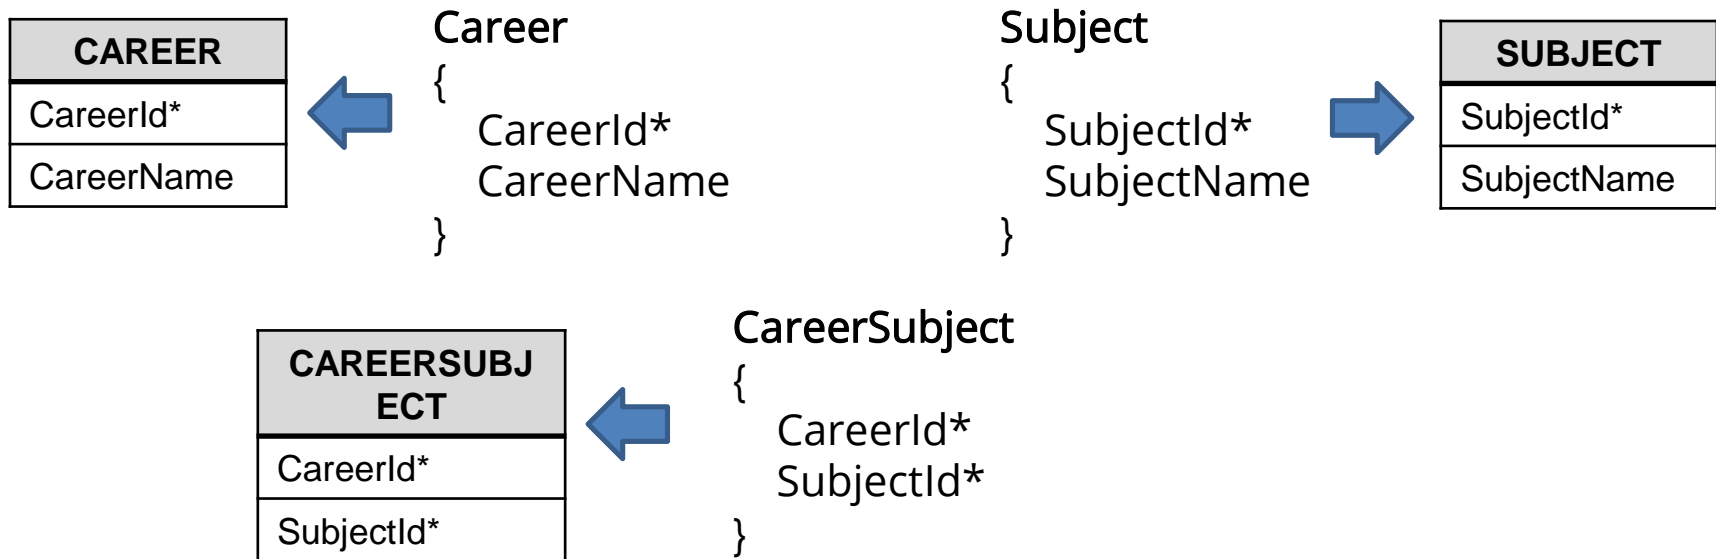 CAREER
CareerId*
CareerName
Career
{
CareerId*
CareerName
}
Subject
{
SubjectId*
SubjectName
}
SUBJECT
SubjectId*
SubjectName
CAREERSUBJ
ECT
CareerId*
SubjectId*
CareerSubject
{
CareerId*
SubjectId*
}